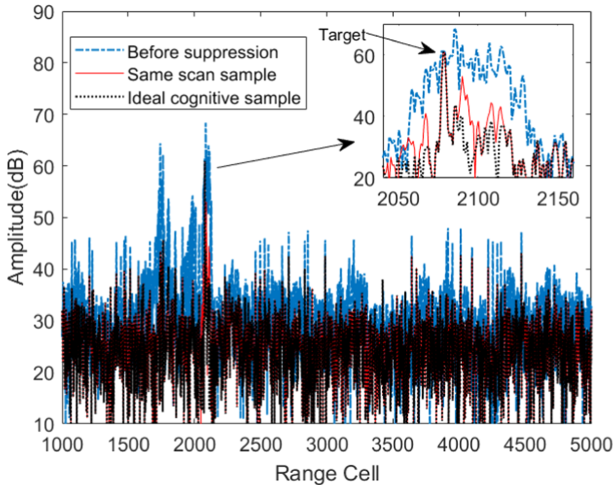 90
80
70
60
50
40
30
20
10
1000 1500 2000 2500 3000 3500 4000 4500 5000
Range Cell
Amplitude(dB)
Before suppression
Same scan sample
Ideal cognitive sample
Target
60
40
20
2050 2100 2150